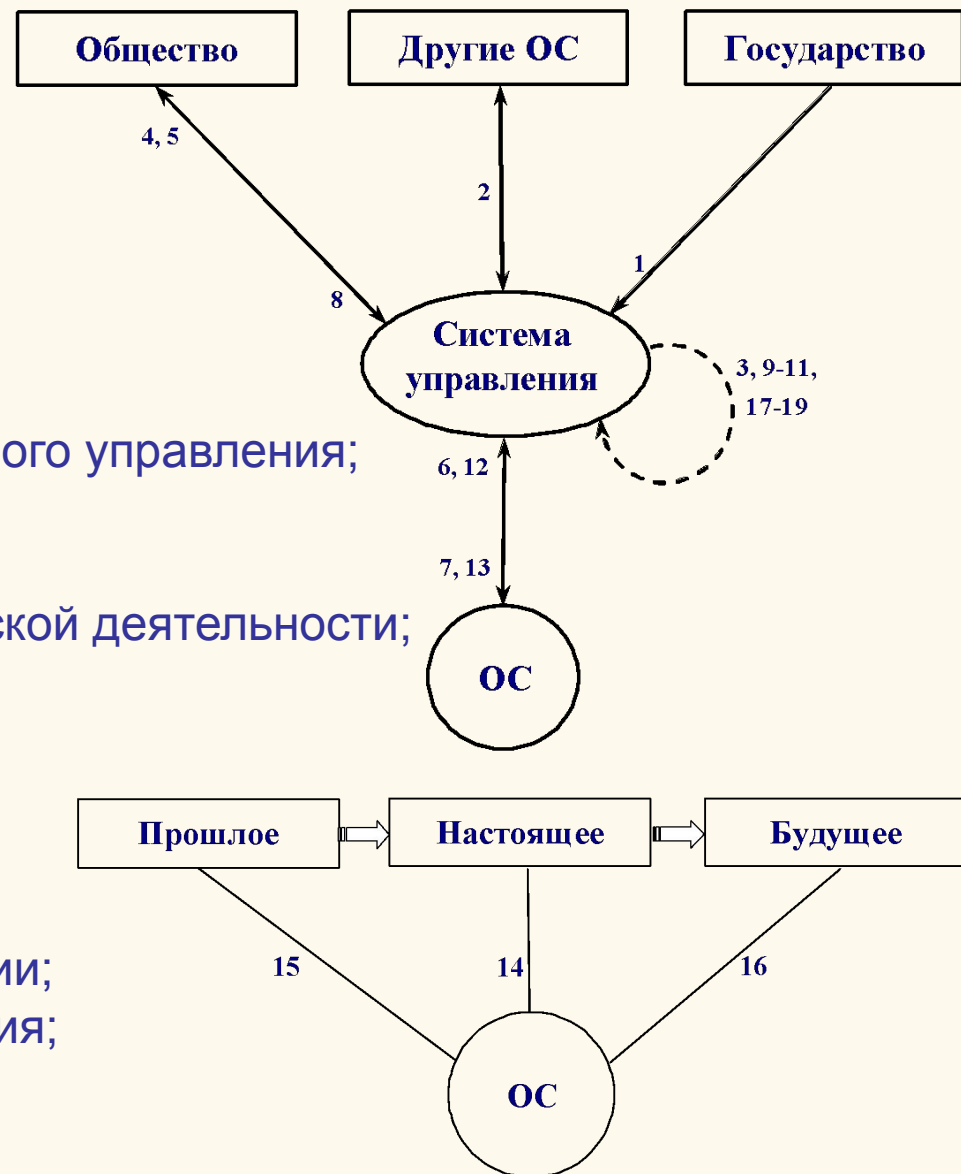 Общество
Другие ОС
Государство
4, 5
2
1
8
Система
управления
3, 9-11,
17-19
ого управления;
6, 12
7, 13
ской деятельности;
ОС
Прошлое
Настоящее
Будущее
ии;
15
14
16
ия;
ОС